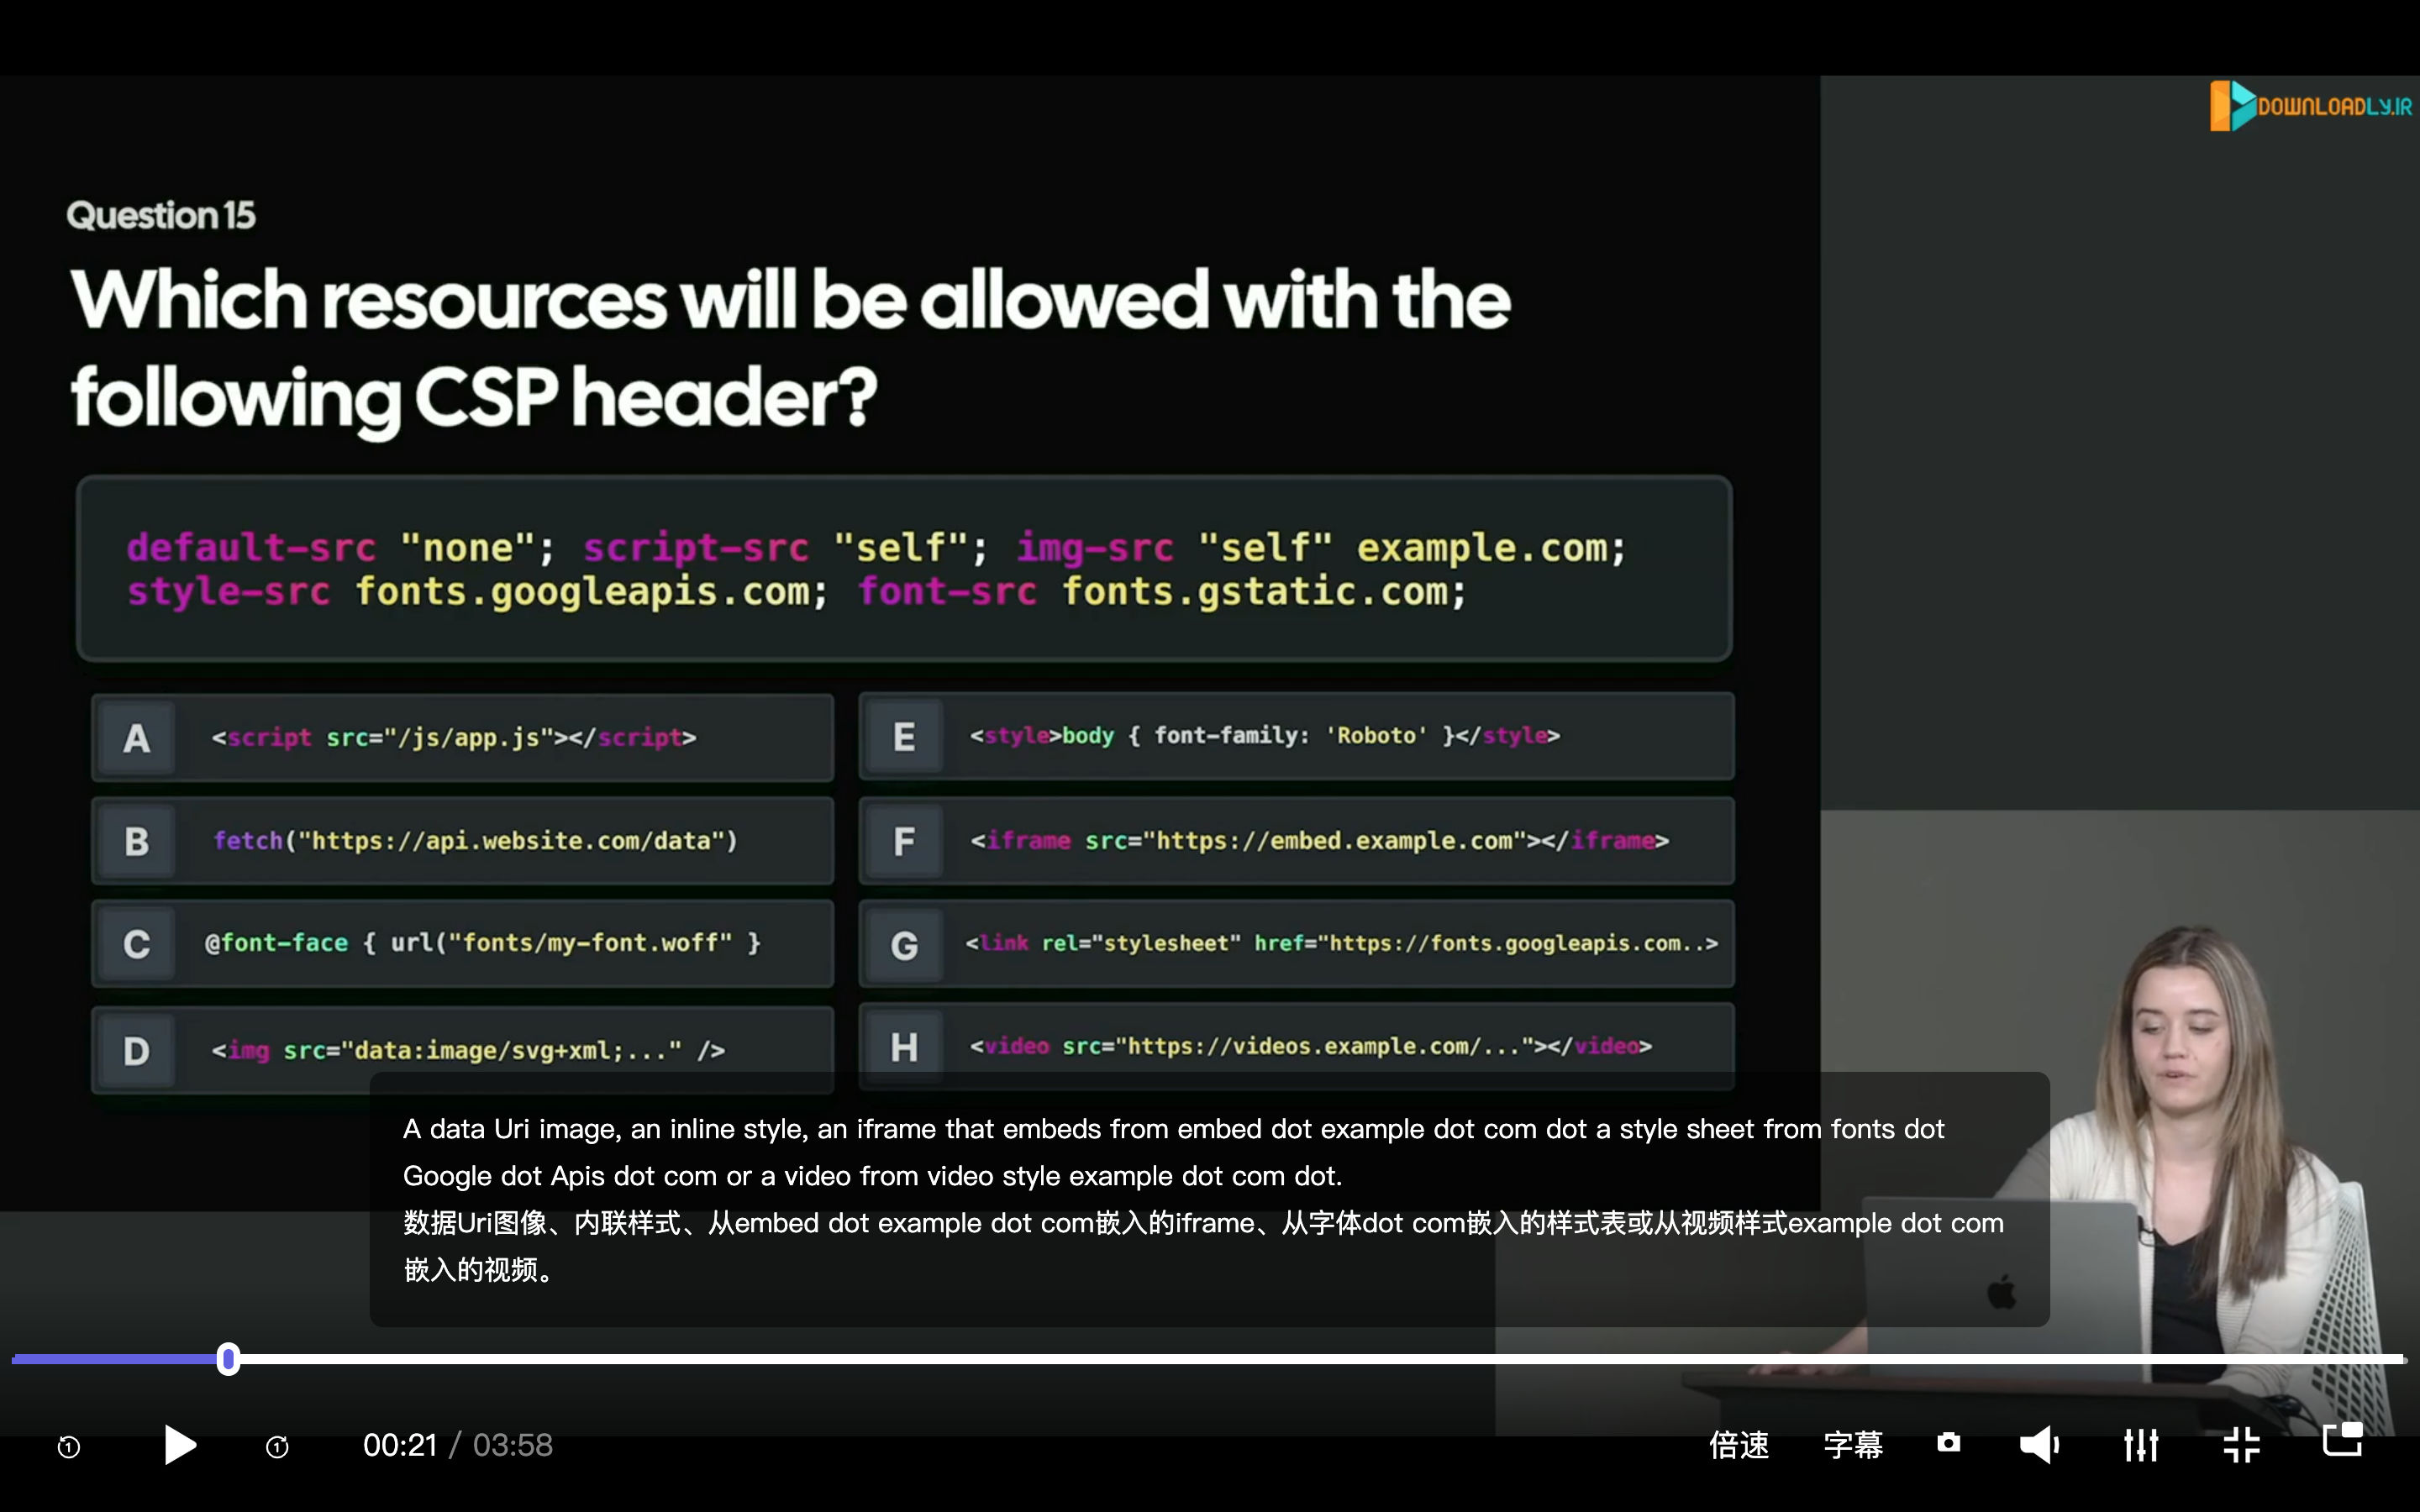 DOWNLOADLY.IR
Question 15
Which resources will be allowed with the
following CSP header?
default-src "none"; script-src "self"; img-src "self" example.com;
style-src fonts.googleapis.com; font-src fonts.gstatic.com;
A <script src="/js/app.js"></script>
B fetch("https://api.website.com/data")
C @font-face { url("fonts/my-font.woff" }
D <img src="data:image/svg+xml;..." />
E <style>body { font-family: 'Roboto' }</style>
F <iframe src="https://embed.example.com"></iframe>
G <link rel="stylesheet" href="https://fonts.googleapis.com..>
H <video src="https://videos.example.com/..."></video>
A data Uri image, an inline style, an iframe that embeds from embed dot example dot com dot a style sheet from fonts dot
Google dot Apis dot com or a video from video style example dot com dot.
数据Uri图像、内联样式、从embed dot example dot com嵌入的iframe、从字体dot com嵌入的样式表或从视频样式example dot com
嵌入的视频。
1
1
00:21 / 03:58
倍速
字幕